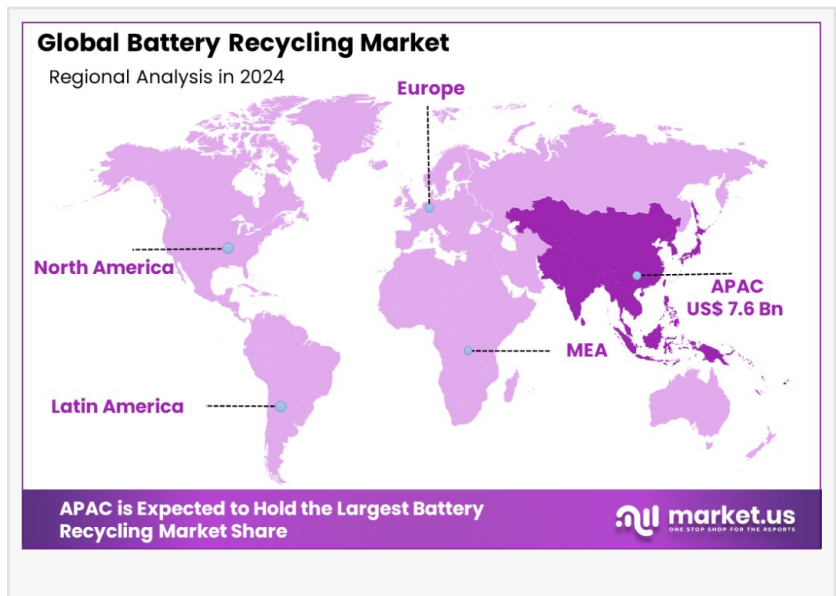 Global Battery Recycling Market
Regional Analysis in 2024
Europe
North America
APAC
US$ 7.6 Bn
MEA
Latin America
APAC is Expected to Hold the Largest Battery
Recycling Market Share
market.us
ONE STOP SHOP FOR THE REPORTS